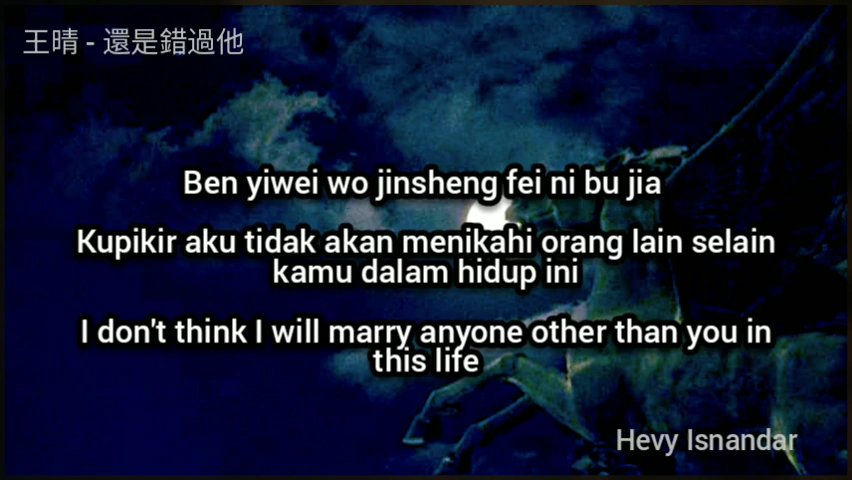 王晴 - 還是錯過他
Ben yiwei wo jinsheng fei ni bu jia
Kupikir aku tidak akan menikahi orang lain selain
kamu dalam hidup ini
I don't think I will marry anyone other than you in
this life
Hevy Isnandar